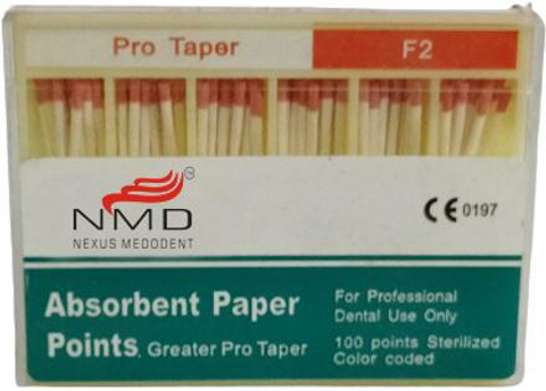 Pro Taper
F2
NMD
NEXUS MEDODENT
CE 0197
Absorbent Paper
Points, Greater Pro Taper
For Professional
Dental Use Only
100 points Sterilized
Color coded